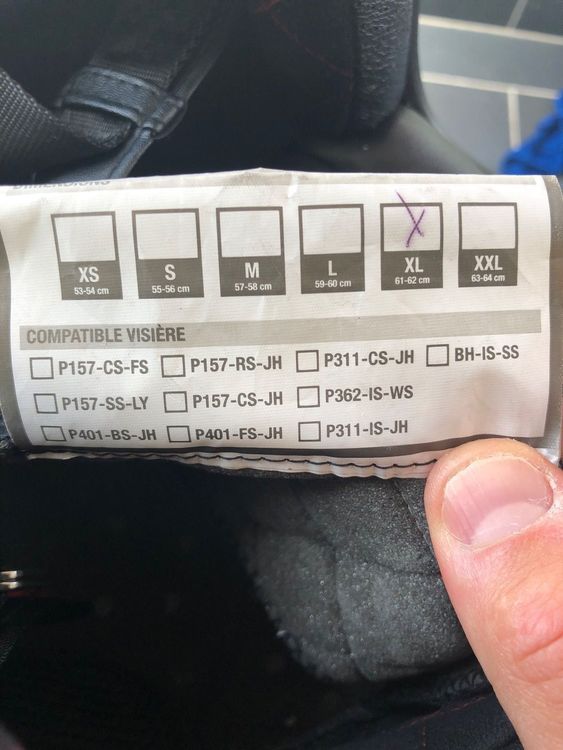 DIMENSIONS
XS S M L XL XXL
53-54 cm 55-56 cm 57-58 cm 59-60 cm 61-62 cm 63-64 cm
COMPATIBLE VISIÈRE
P157-CS-FS P157-RS-JH P311-CS-JH BH-IS-SS
P157-SS-LY P157-CS-JH P362-IS-WS
P401-BS-JH P401-FS-JH P311-IS-JH